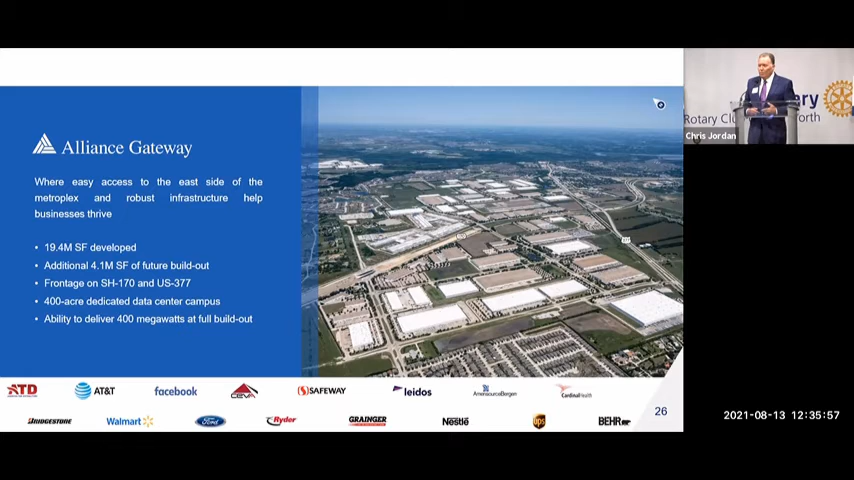 Alliance Gateway
Where easy access to the east side of the
metroplex and robust infrastructure help
businesses thrive
• 19.4M SF developed
• Additional 4.1M SF of future build-out
• Frontage on SH-170 and US-377
• 400-acre dedicated data center campus
• Ability to deliver 400 megawatts at full build-out
ATD
AT&T
facebook
CEVA
SAFEWAY
leidos
AmerisourceBergen
CardinalHealth
BRIDGESTONE
Walmart
Ford
Ryder
GRAINGER
Nestle
ups
BEHR
26
ary
Rotary Clu
orth
Chris Jordan
2021-08-13 12:35:57